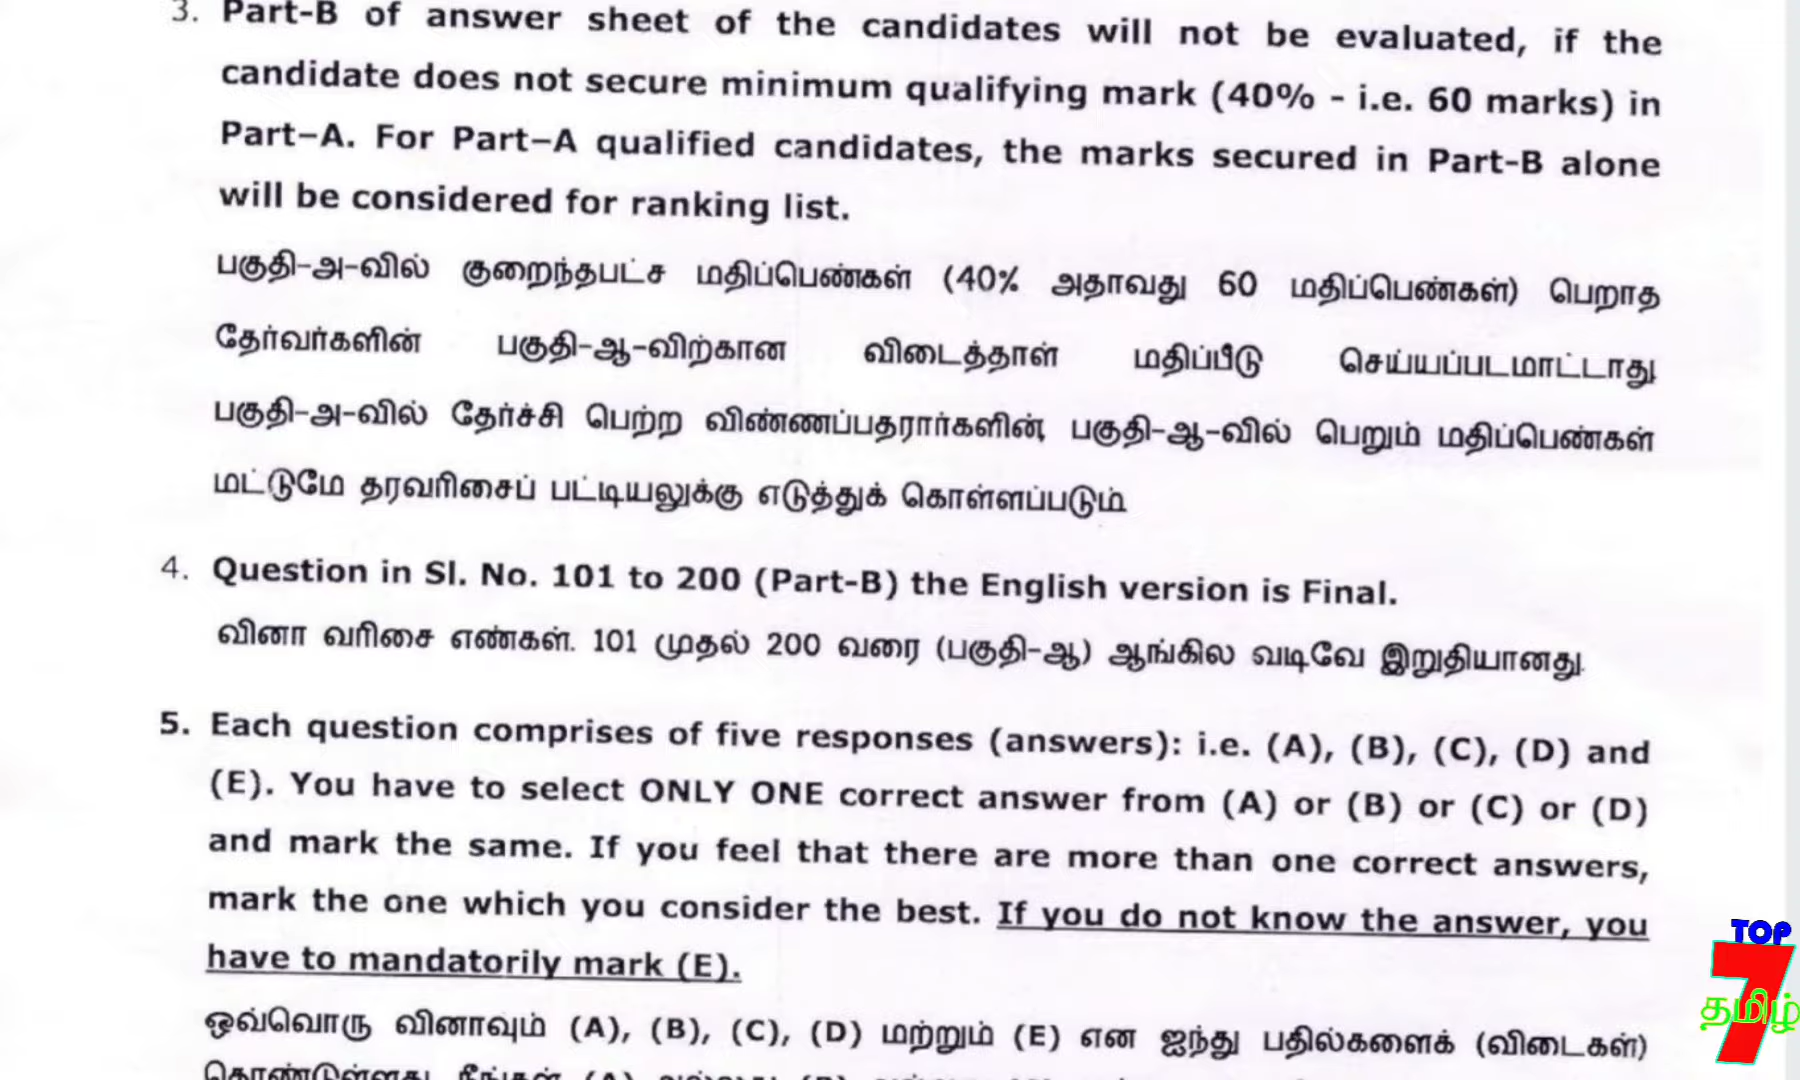 3. Part-B of answer sheet of the candidates will not be evaluated, if the
candidate does not secure minimum qualifying mark (40% - i.e. 60 marks) in
Part–A. For Part–A qualified candidates, the marks secured in Part-B alone
will be considered for ranking list.
பகுதி-அ-வில் குறைந்தபட்ச மதிப்பெண்கள் (40% அதாவது 60 மதிப்பெண்கள்) பெறாத
தேர்வர்களின் பகுதி-ஆ-விற்கான விடைத்தாள் மதிப்பீடு செய்யப்படமாட்டாது.
பகுதி-அ-வில் தேர்ச்சி பெற்ற விண்ணப்பதரார்களின், பகுதி-ஆ-வில் பெறும் மதிப்பெண்கள்
மட்டுமே தரவரிசைப் பட்டியலுக்கு எடுத்துக் கொள்ளப்படும்.
4. Question in Sl. No. 101 to 200 (Part-B) the English version is Final.
வினா வரிசை எண்கள். 101 முதல் 200 வரை (பகுதி-ஆ) ஆங்கில வடிவே இறுதியானது.
5. Each question comprises of five responses (answers): i.e. (A), (B), (C), (D) and
(E). You have to select ONLY ONE correct answer from (A) or (B) or (C) or (D)
and mark the same. If you feel that there are more than one correct answers,
mark the one which you consider the best. If you do not know the answer, you
have to mandatorily mark (E).
ஒவ்வொரு வினாவும் (A), (B), (C), (D) மற்றும் (E) என ஐந்து பதில்களைக் (விடைகள்)
TOP
7
தமிழ்